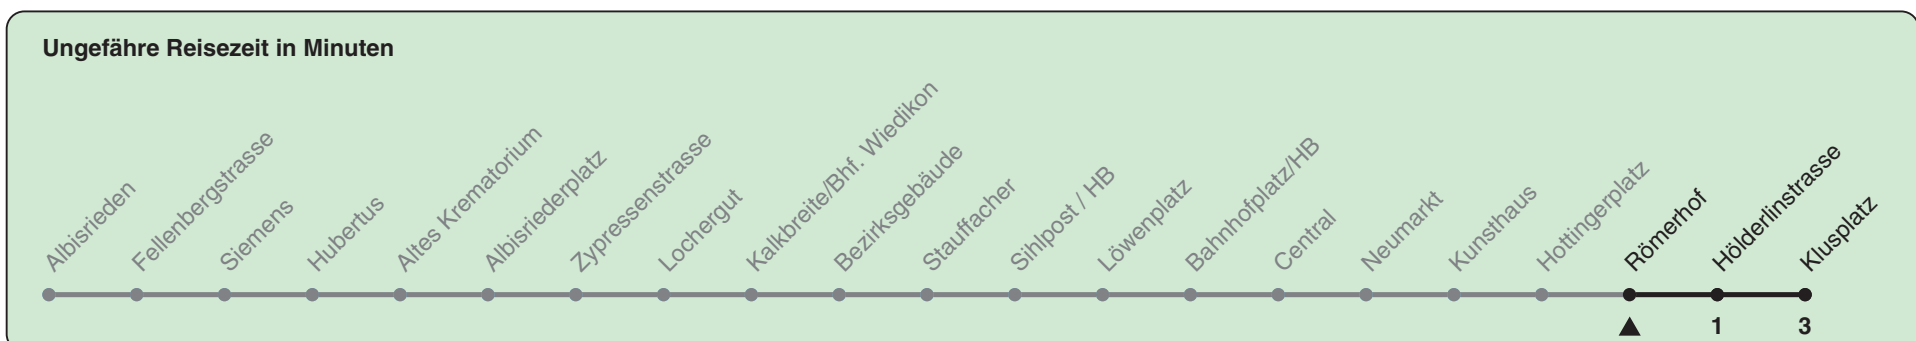 Ungefähre Reisezeit in Minuten
Albisrieden
Fellenbergstrasse
Siemens
Hubertus
Altes Krematorium
Albisriederplatz
Zypressenstrasse
Lochergut
Kalkbreite/Bhf. Wiedikon
Bezirksgebäude
Stauffacher
Sihlpost / HB
Löwenplatz
Bahnhofplatz/HB
Central
Neumarkt
Kunsthaus
Hottingerplatz
Römerhof
Hölderlinstrasse
Klusplatz
1
3